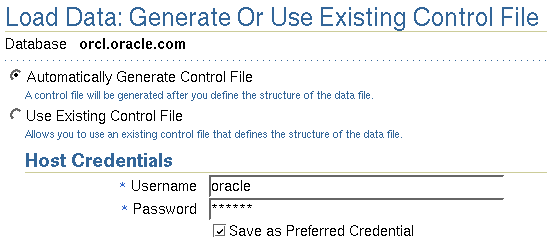 Load Data: Generate Or Use Existing Control File
Database orcl.oracle.com
Automatically Generate Control File
A control file will be generated after you define the structure of the data file.
Use Existing Control File
Allows you to use an existing control file that defines the structure of the data file.
Host Credentials
* Username oracle
* Password ******
Save as Preferred Credential